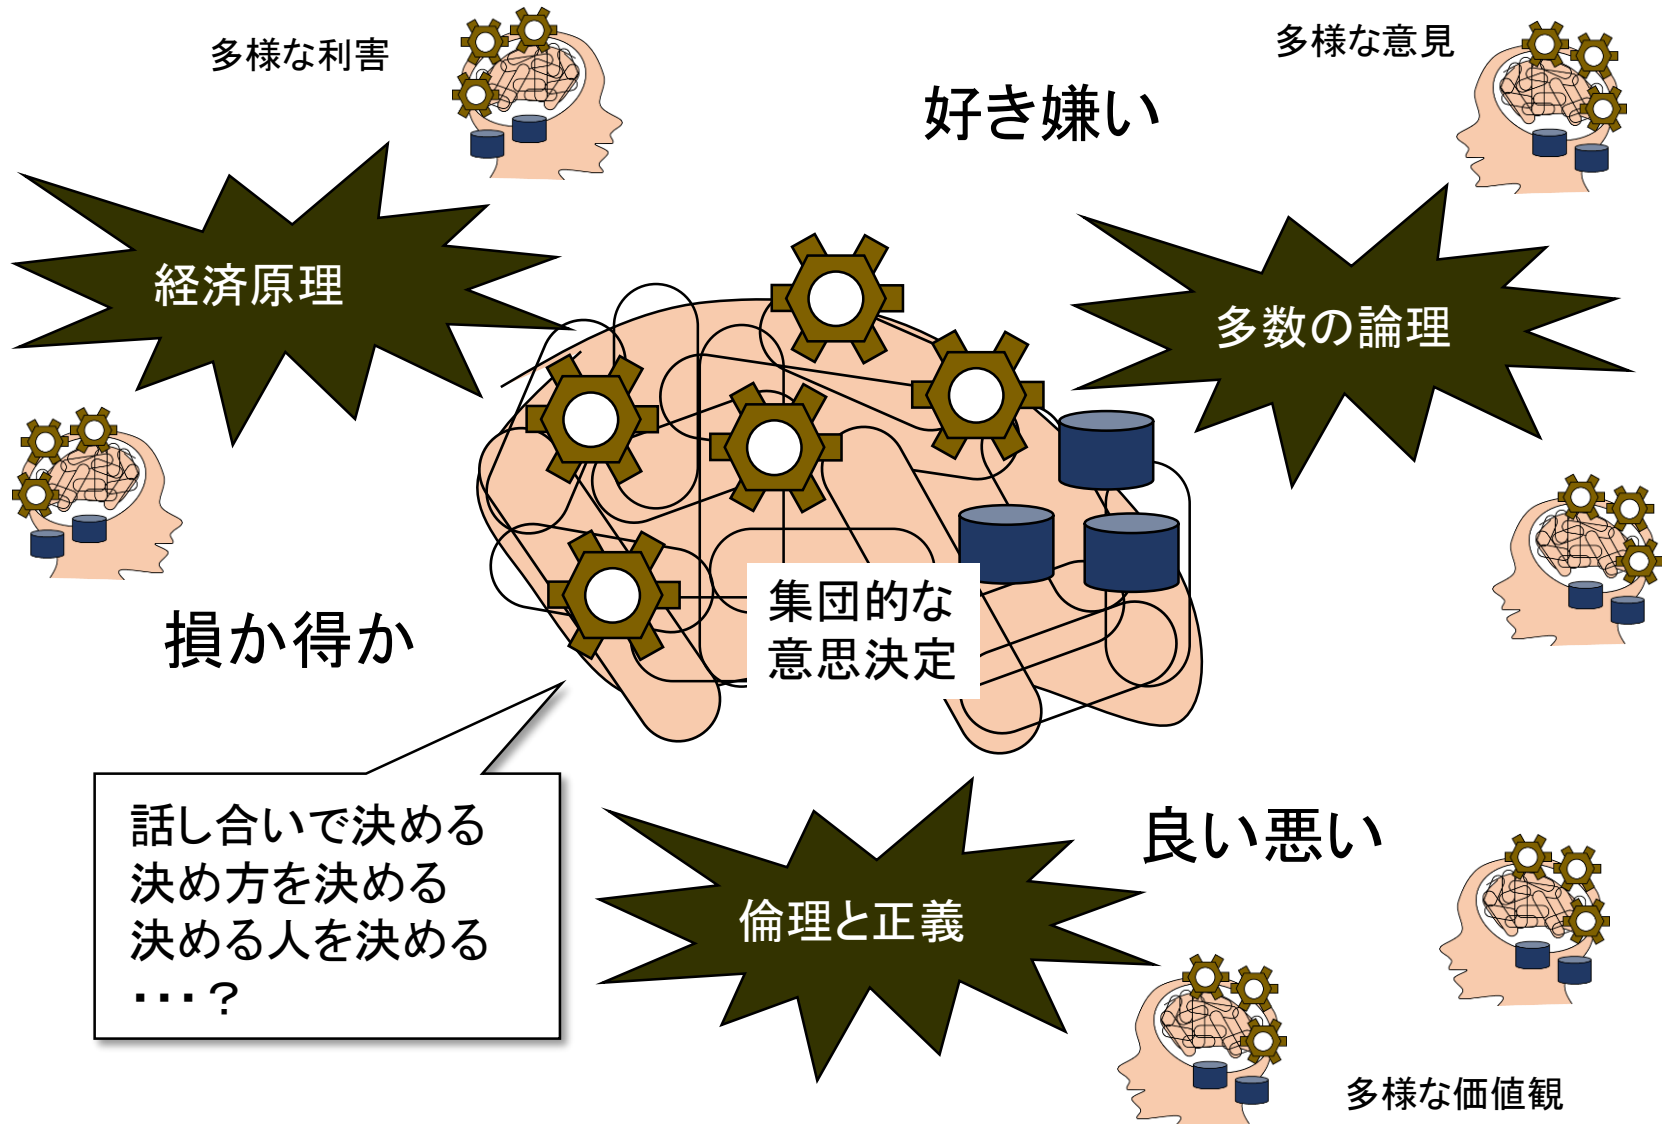 多様な利害
多様な意見
好き嫌い
経済原理
多数の論理
集団的な
意思決定
損か得か
話し合いで決める
決め方を決める
決める人を決める
・・・？
良い悪い
倫理と正義
多様な価値観